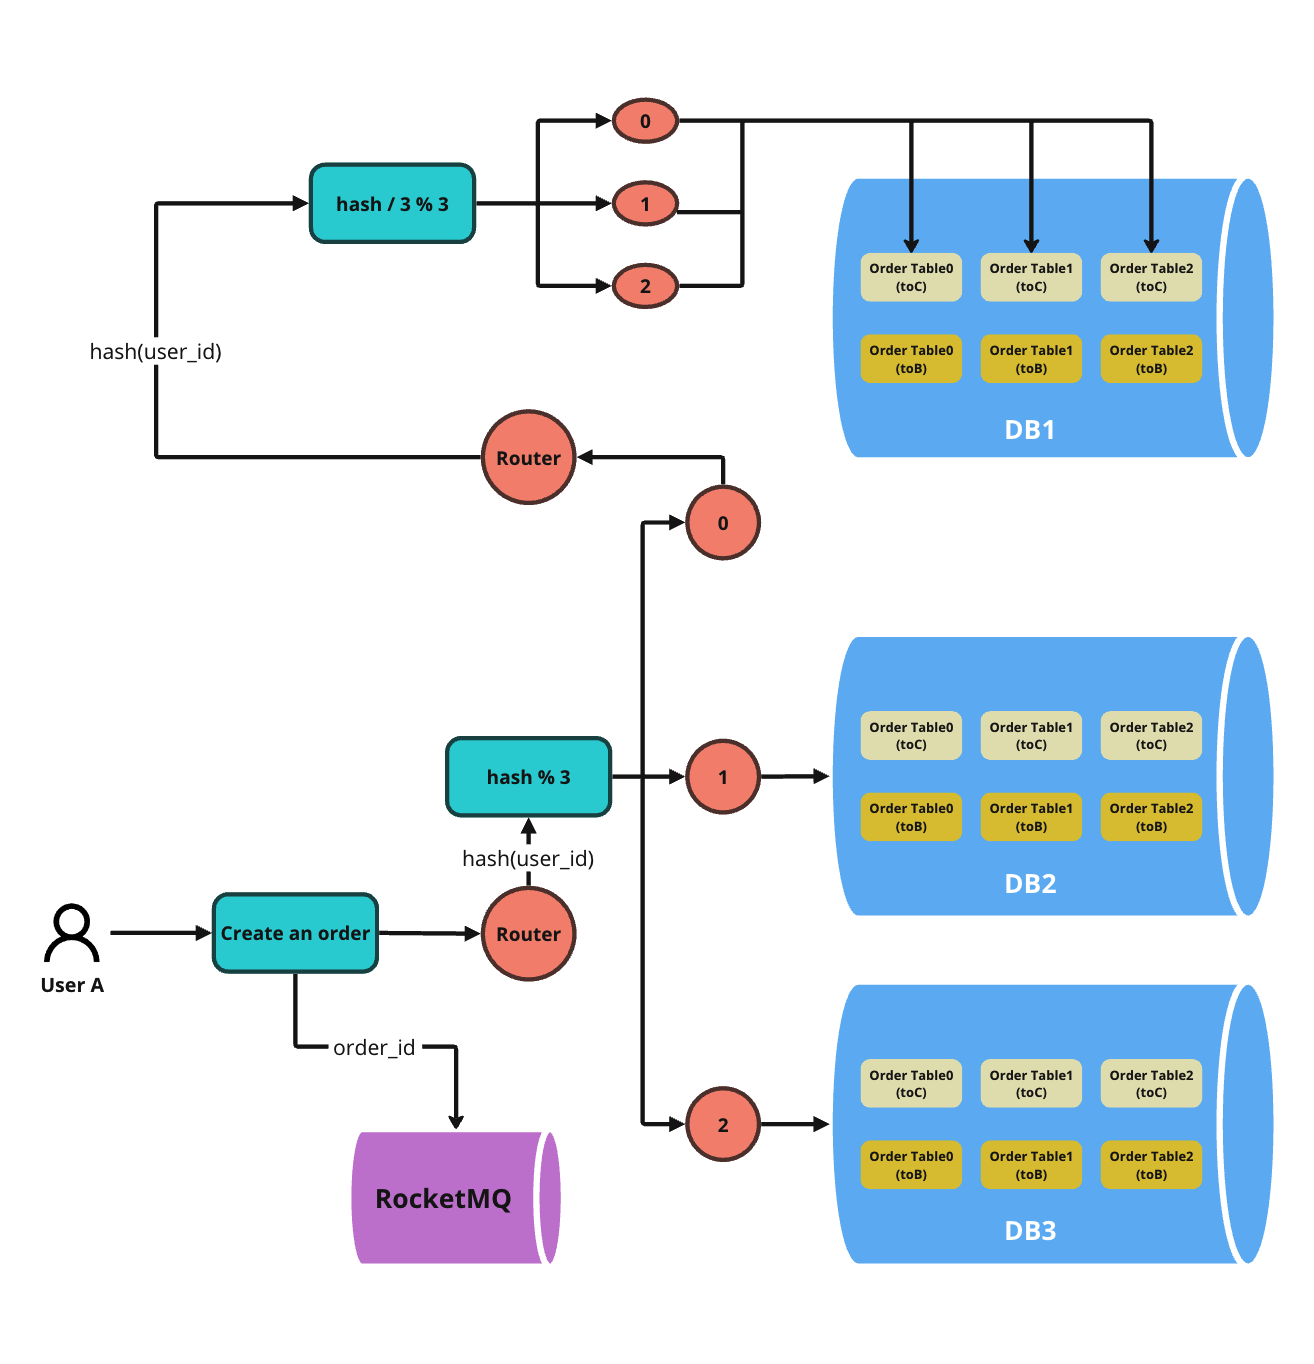 0
hash / 3 % 3
1
2
Order Table0
(toC)
Order Table1
(toC)
Order Table2
(toC)
Order Table0
(toB)
Order Table1
(toB)
Order Table2
(toB)
DB1
hash(user_id)
Router
0
hash % 3
1
Order Table0
(toC)
Order Table1
(toC)
Order Table2
(toC)
Order Table0
(toB)
Order Table1
(toB)
Order Table2
(toB)
DB2
hash(user_id)
Create an order
Router
User A
order_id
2
Order Table0
(toC)
Order Table1
(toC)
Order Table2
(toC)
Order Table0
(toB)
Order Table1
(toB)
Order Table2
(toB)
DB3
RocketMQ